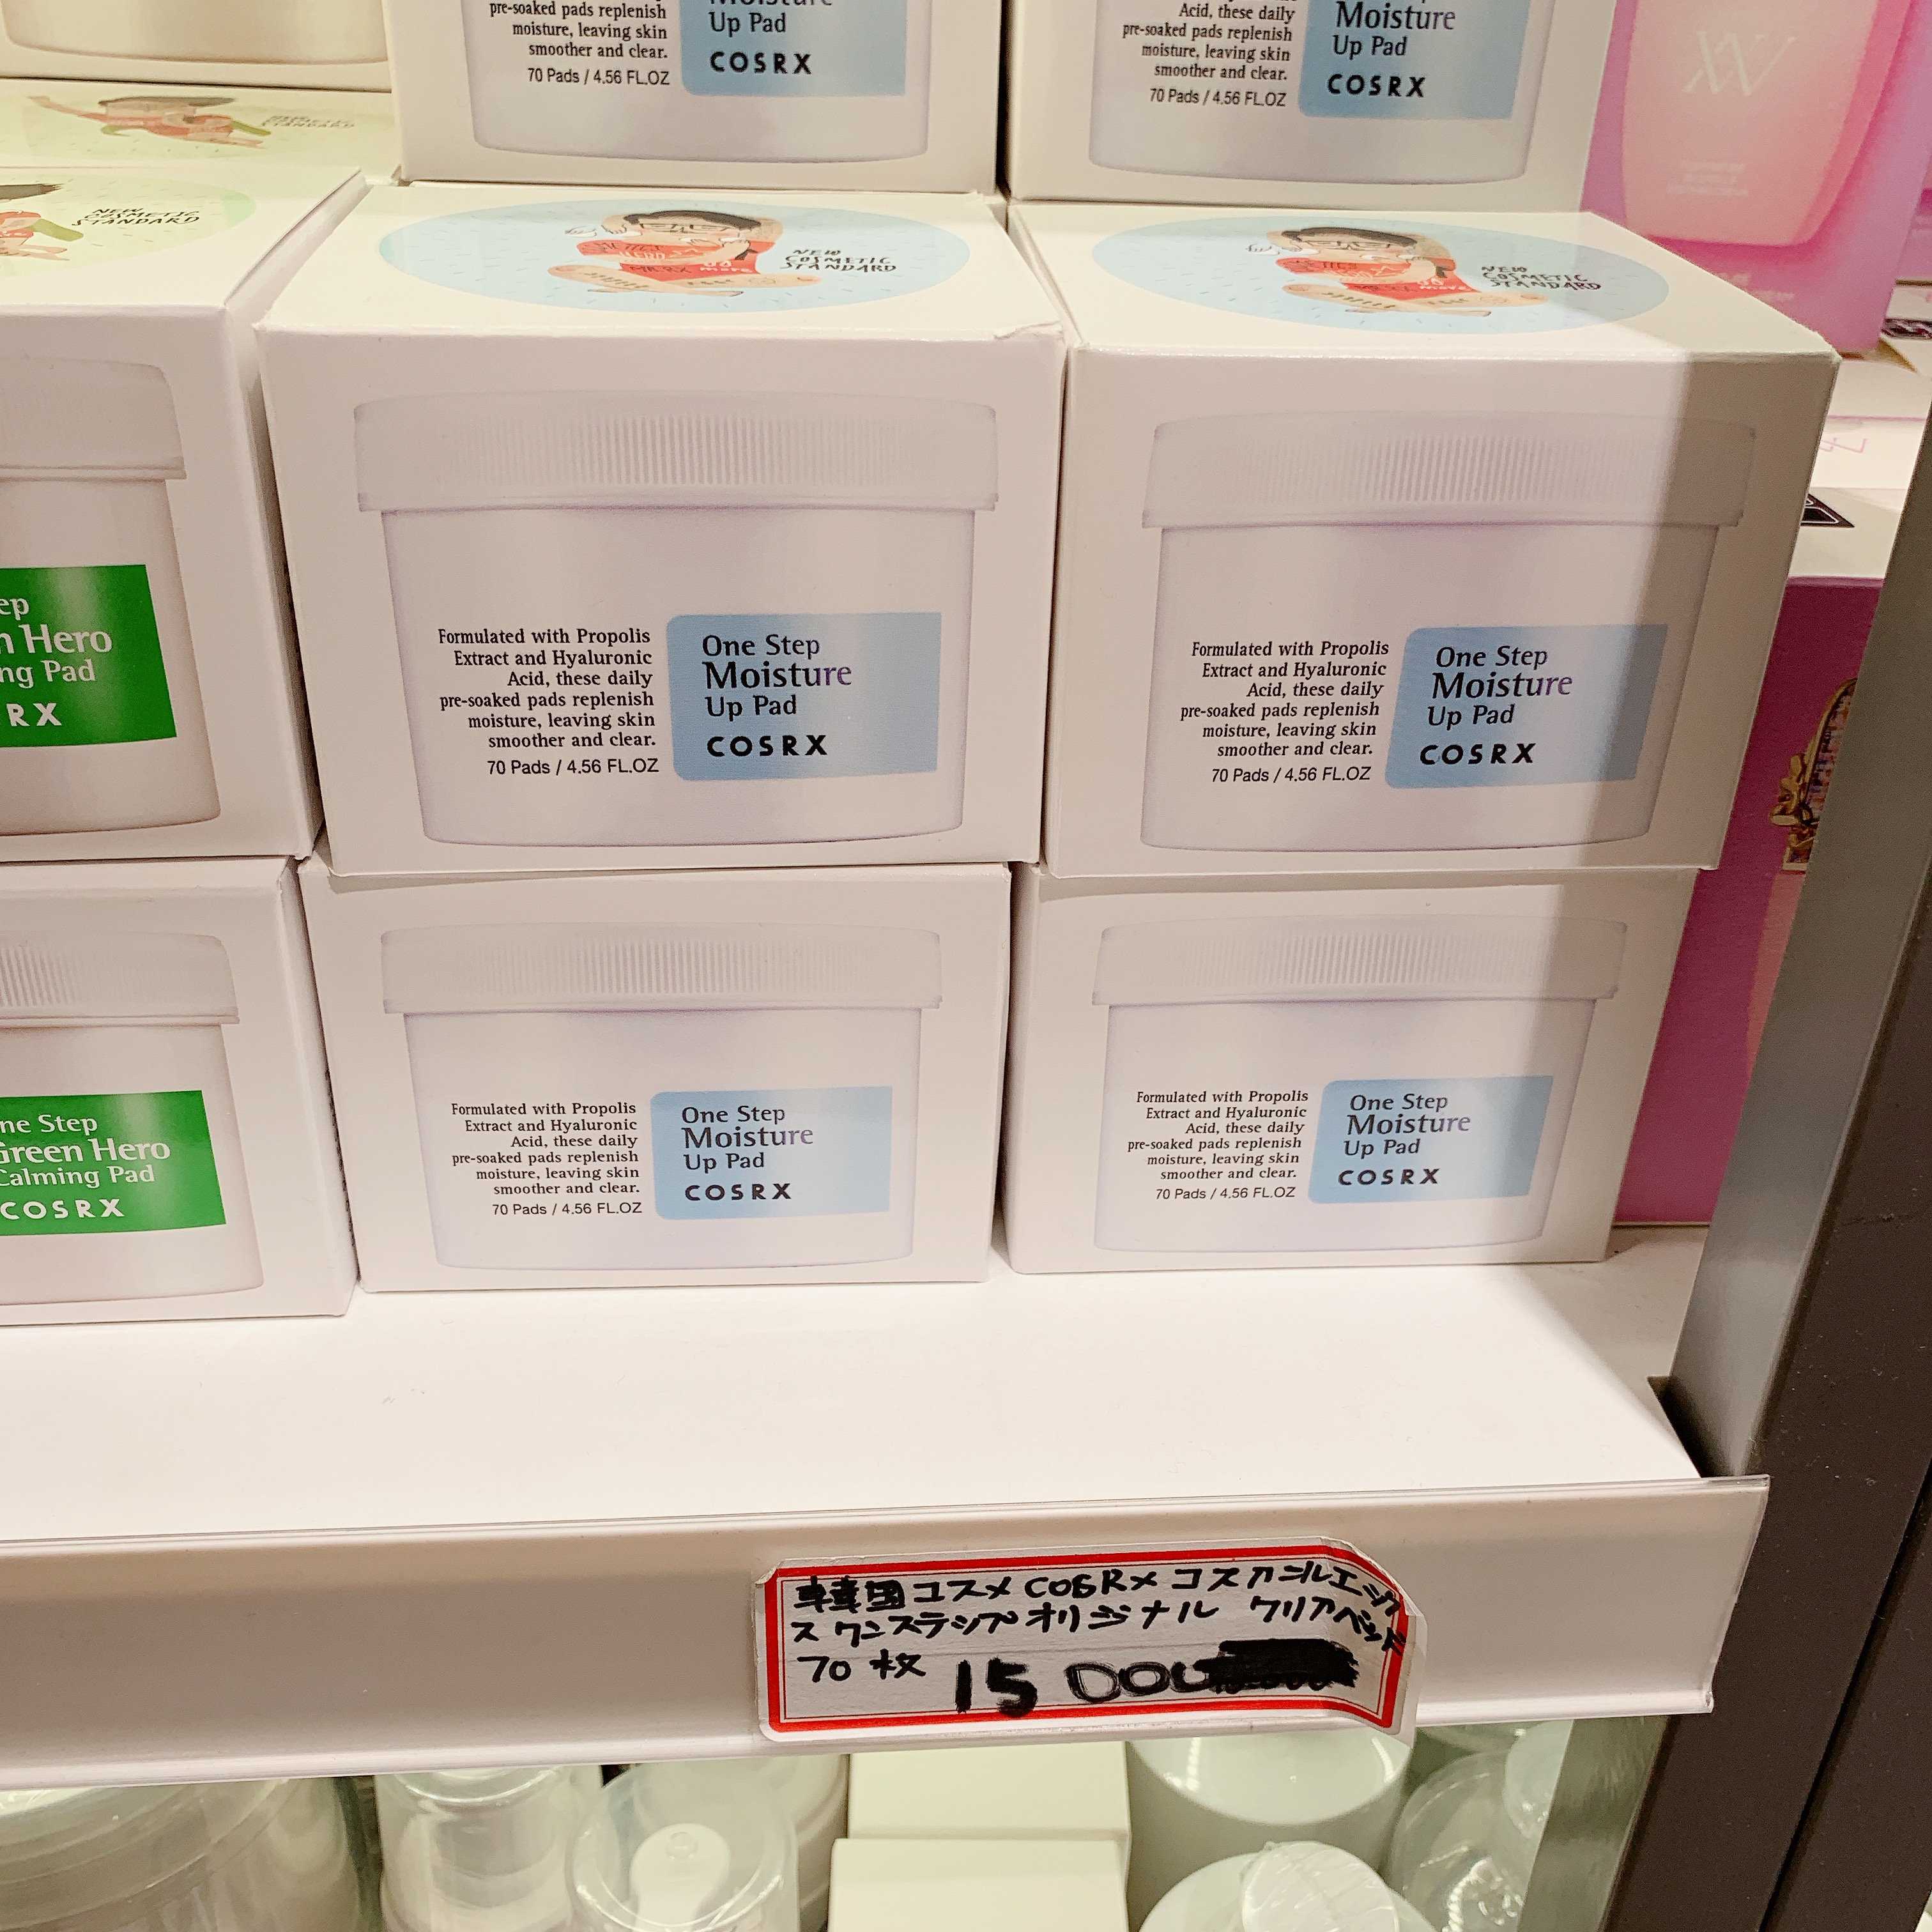 pre-soaked pads replenish
moisture, leaving skin
smoother and clear.
70 Pads / 4.56 FL.OZ
Moisture
Up Pad
COSRX
Acid, these daily
pre-soaked pads replenish
moisture, leaving skin
smoother and clear.
70 Pads / 4.56 FL.OZ
Moisture
Up Pad
COSRX
NEW
COSMETIC
STANDARD
NEW
COSMETIC
STANDARD
NEW
COSMETIC
STANDARD
ep
n Hero
ng Pad
RX
Formulated with Propolis
Extract and Hyaluronic
Acid, these daily
pre-soaked pads replenish
moisture, leaving skin
smoother and clear.
70 Pads / 4.56 FL.OZ
One Step
Moisture
Up Pad
COSRX
Formulated with Propolis
Extract and Hyaluronic
Acid, these daily
pre-soaked pads replenish
moisture, leaving skin
smoother and clear.
70 Pads / 4.56 FL.OZ
One Step
Moisture
Up Pad
COSRX
ne Step
Green Hero
Calming Pad
COSRX
Formulated with Propolis
Extract and Hyaluronic
Acid, these daily
pre-soaked pads replenish
moisture, leaving skin
smoother and clear.
70 Pads / 4.56 FL.OZ
One Step
Moisture
Up Pad
COSRX
Formulated with Propolis
Extract and Hyaluronic
Acid, these daily
pre-soaked pads replenish
moisture, leaving skin
smoother and clear.
70 Pads / 4.56 FL.OZ
One Step
Moisture
Up Pad
COSRX
韓国コスメ COSRX コスアールエック
ス ワンステップ オリジナル クリアパッド
70 枚 15000